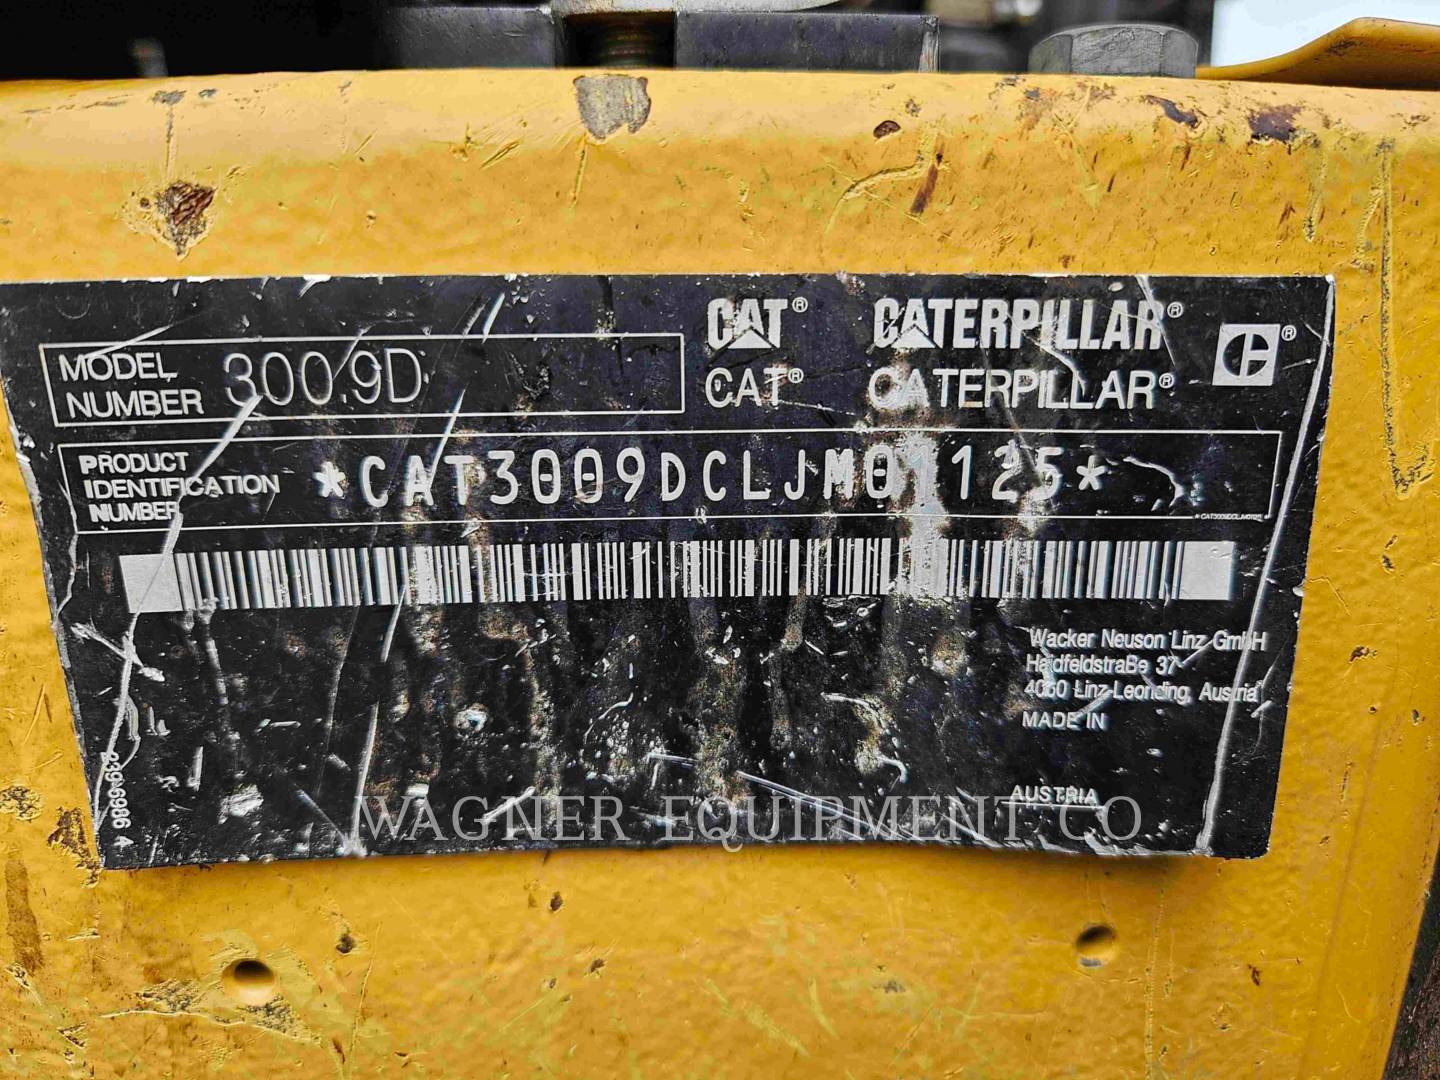 CAT® CATERPILLAR®
CAT® CATERPILLAR®
MODEL NUMBER 300.9D
PRODUCT IDENTIFICATION NUMBER *CAT3009DCLJM01125*
Wacker Neuson Linz GmbH
Haidfeldstraße 37
4060 Linz-Leonding, Austria
MADE IN
AUSTRIA
WAGNER EQUIPMENT CO